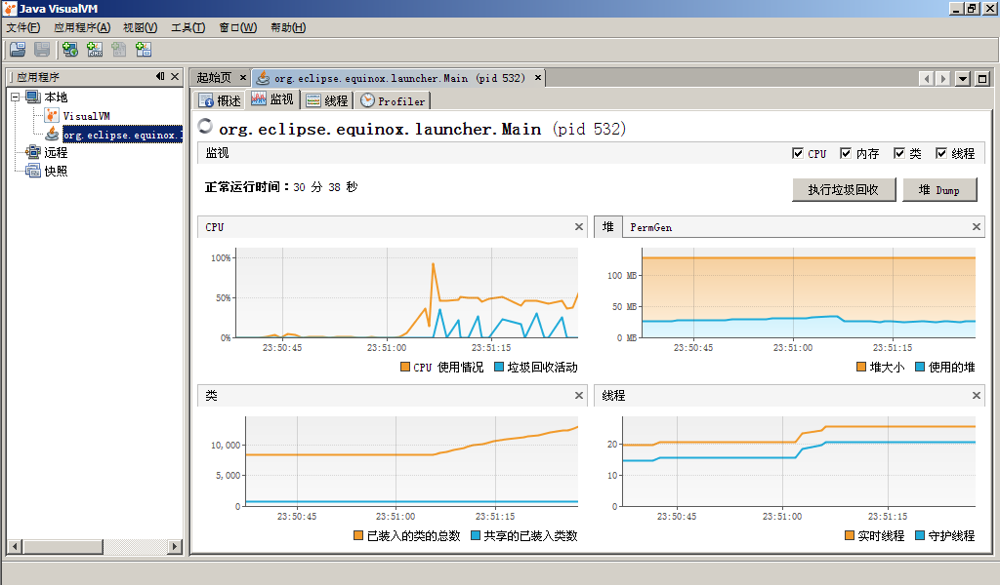 Java VisualVM
文件(F) 应用程序(A) 视图(V) 工具(T) 窗口(W) 帮助(H)
应用程序
本地
VisualVM
org.eclipse.equinox.l
远程
快照
起始页 org.eclipse.equinox.launcher.Main (pid 532)
概述 监视 线程 Profiler
org.eclipse.equinox.launcher.Main (pid 532)
监视 CPU 内存 类 线程
正常运行时间：30 分 38 秒 执行垃圾回收 堆 Dump
CPU
100%
50%
0%
23:50:45 23:51:00 23:51:15
CPU 使用情况 垃圾回收活动
堆 PermGen
100 MB
50 MB
0 MB
23:50:45 23:51:00 23:51:15
堆大小 使用的堆
类
10,000
5,000
0
23:50:45 23:51:00 23:51:15
已装入的类的总数 共享的已装入类数
线程
20
10
0
23:50:45 23:51:00 23:51:15
实时线程 守护线程